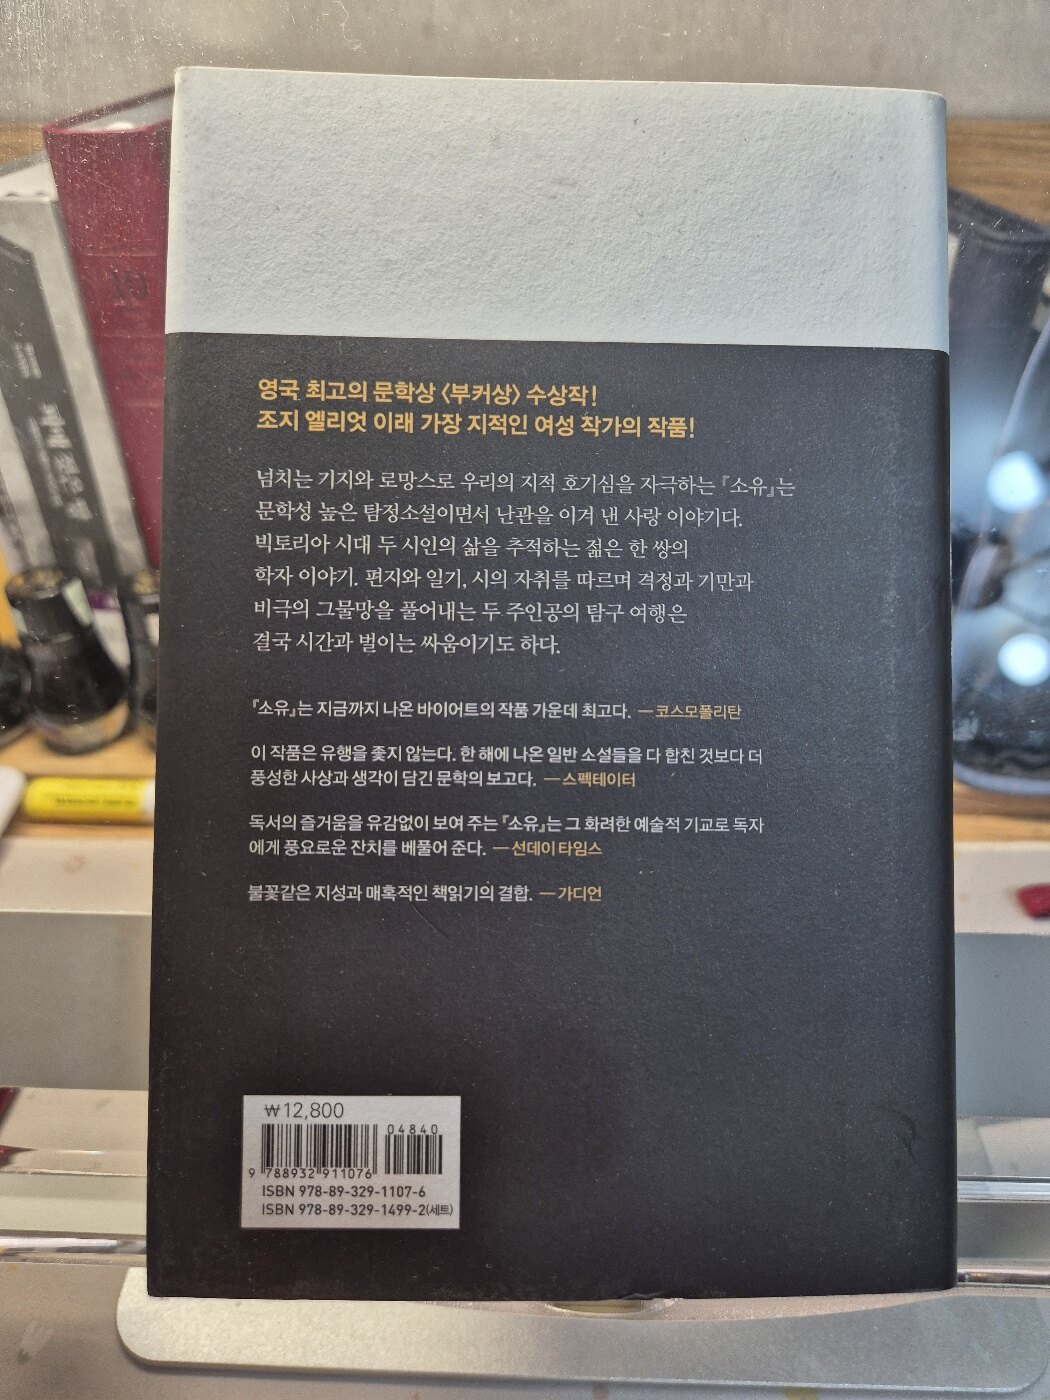 영국 최고의 문학상 〈부커상〉 수상작!
조지 엘리엇 이래 가장 지적인 여성 작가의 작품!
넘치는 기지와 로망스로 우리의 지적 호기심을 자극하는 『소유』는
문학성 높은 탐정소설이면서 난관을 이겨 낸 사랑 이야기다.
빅토리아 시대 두 시인의 삶을 추적하는 젊은 한 쌍의
학자 이야기. 편지와 일기, 시의 자취를 따르며 격정과 기만과
비극의 그물망을 풀어내는 두 주인공의 탐구 여행은
결국 시간과 벌이는 싸움이기도 하다.
『소유』는 지금까지 나온 바이어트의 작품 가운데 최고다. ―코스모폴리탄
이 작품은 유행을 좇지 않는다. 한 해에 나온 일반 소설들을 다 합친 것보다 더
풍성한 사상과 생각이 담긴 문학의 보고다. ―스펙테이터
독서의 즐거움을 유감없이 보여 주는 『소유』는 그 화려한 예술적 기교로 독자
에게 풍요로운 잔치를 베풀어 준다. ―선데이 타임스
불꽃같은 지성과 매혹적인 책읽기의 결합. ―가디언
₩12,800
04840
9 788932 911076
ISBN 978-89-329-1107-6
ISBN 978-89-329-1499-2(세트)